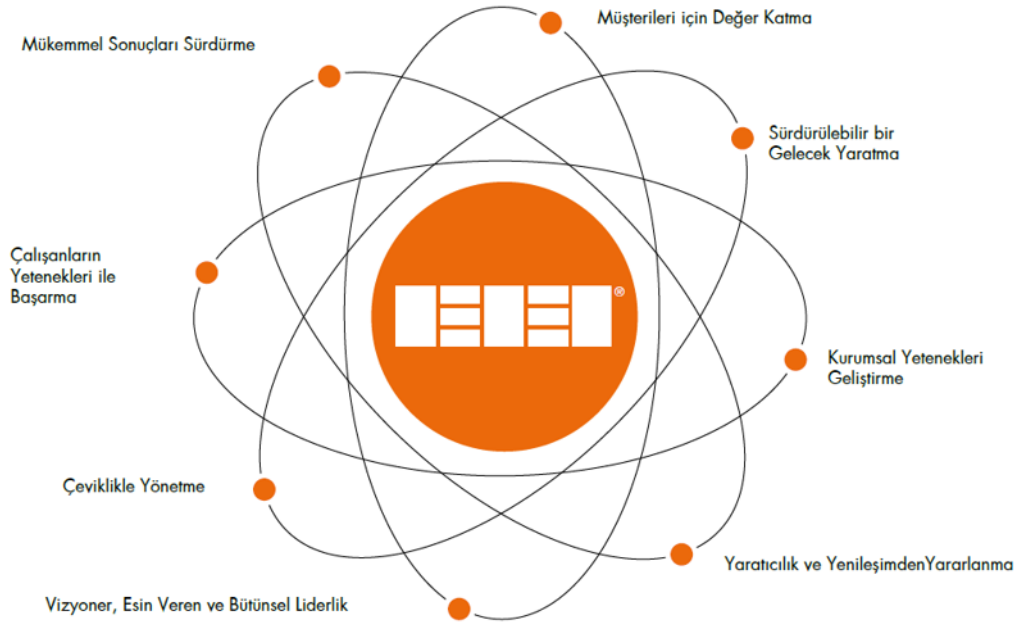 Müşterileri için Değer Katma
Mükemmel Sonuçları Sürdürme
Sürdürülebilir bir
Gelecek Yaratma
Çalışanların
Yetenekleri ile
Başarma
®
Kurumsal Yetenekleri
Geliştirme
Çeviklikle Yönetme
Yaratıcılık ve YenileşimdenYararlanma
Vizyoner, Esin Veren ve Bütünsel Liderlik